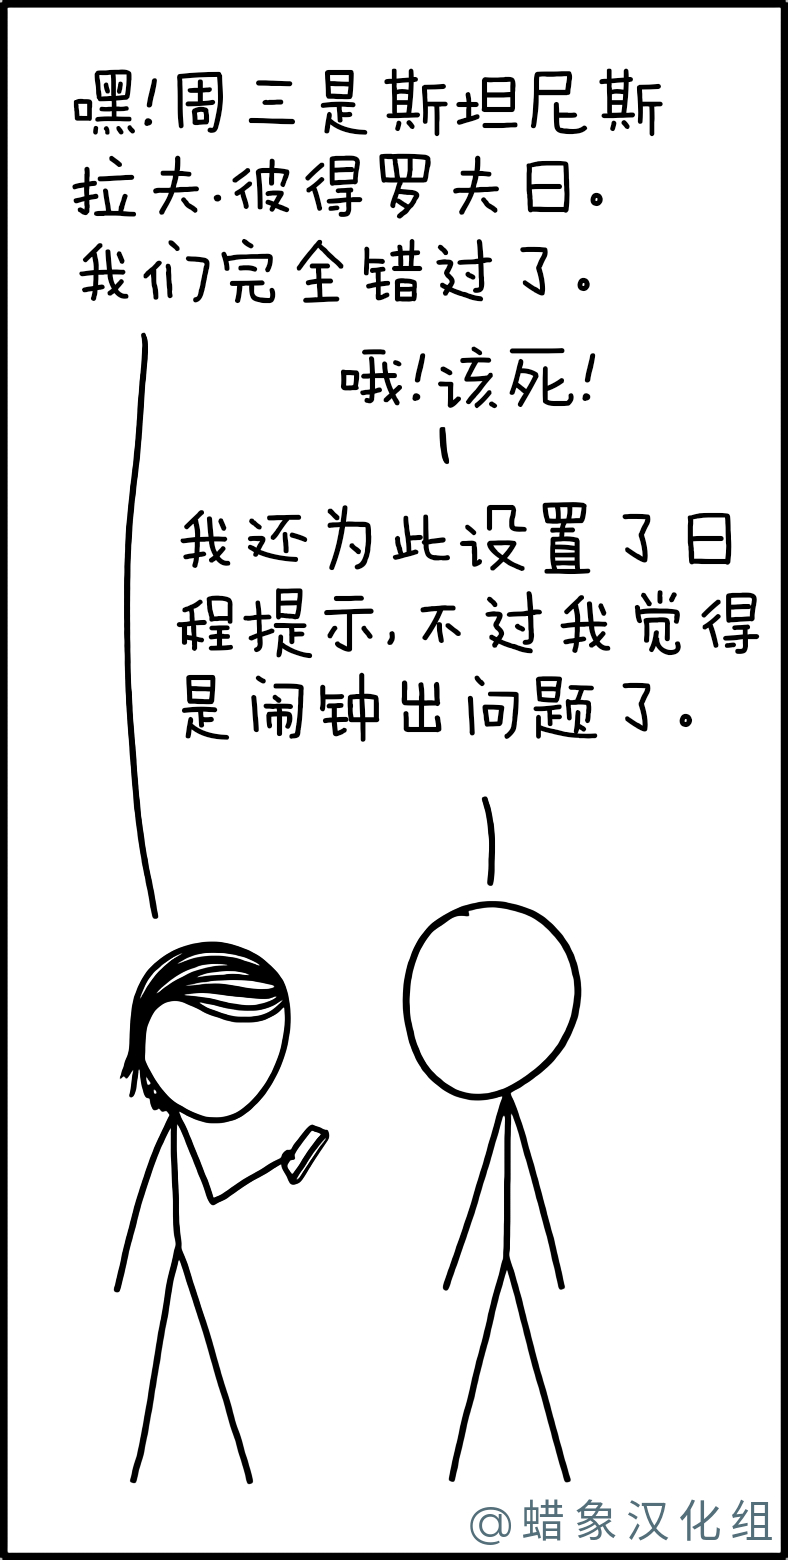 嘿!周三是斯坦尼斯
拉夫·彼得罗夫日。
我们完全错过了。
哦!该死!
我还为此设置了日
程提示,不过我觉得
是闹钟出问题了。
@蜡象汉化组